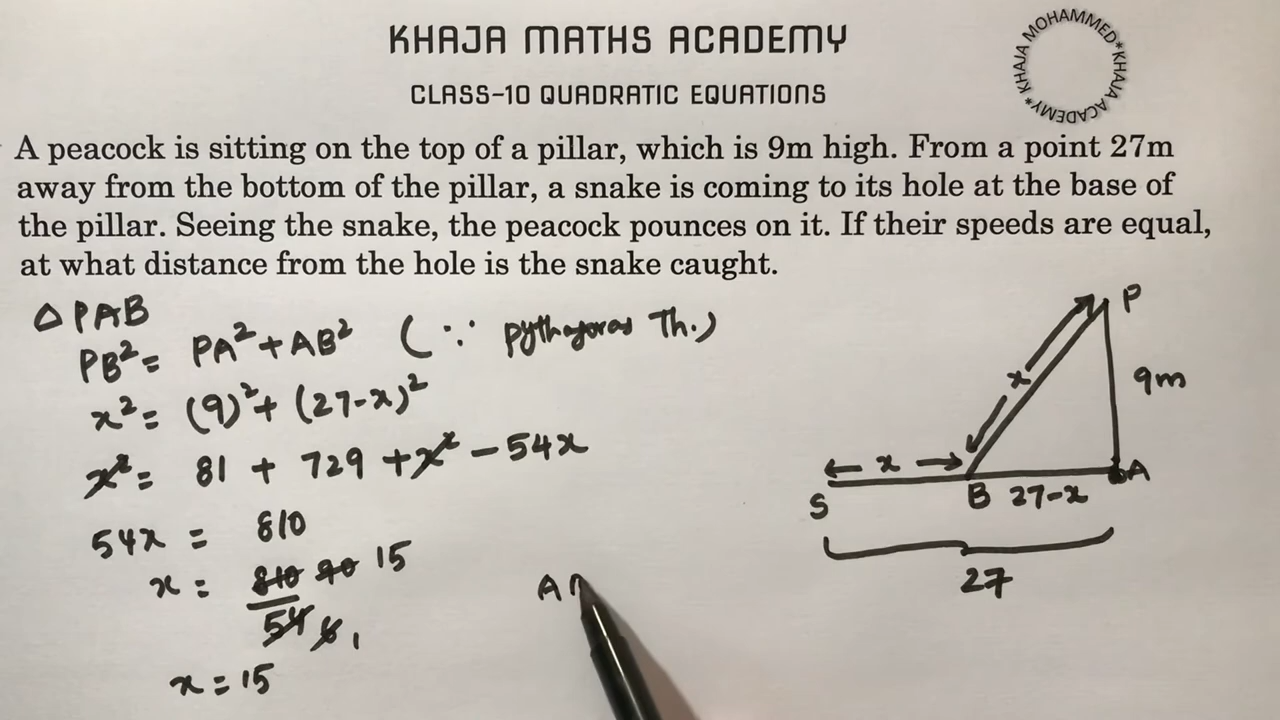 KHAJA MATHS ACADEMY
CLASS-10 QUADRATIC EQUATIONS
KHAJA MOHAMMED*KHAJA ACADEMY*
A peacock is sitting on the top of a pillar, which is 9m high. From a point 27m
away from the bottom of the pillar, a snake is coming to its hole at the base of
the pillar. Seeing the snake, the peacock pounces on it. If their speeds are equal,
at what distance from the hole is the snake caught.
△ PAB
PB² = PA² + AB² (∵ pythagoras Th.)
x² = (9)² + (27-x)²
x² = 81 + 729 + x² - 54x
54x = 810
x = 810 90 15
54 6 1
x = 15
A
P
x
9m
x
S
B
27-x
A
27